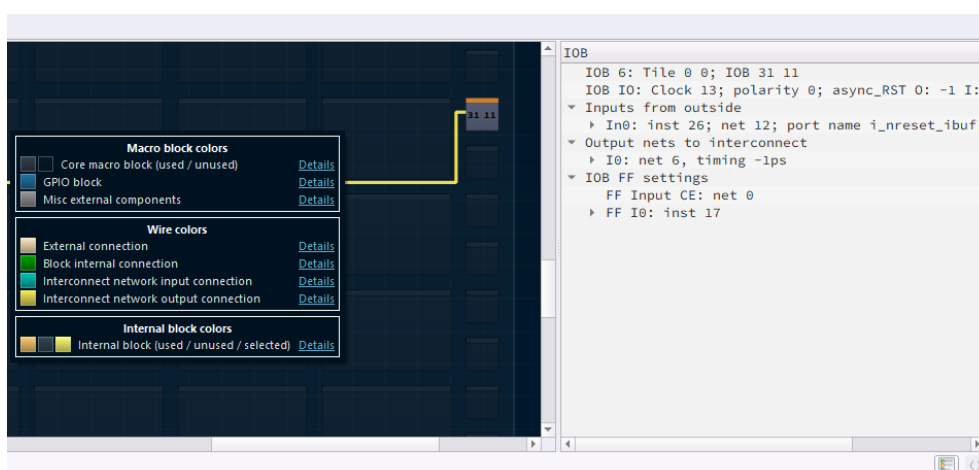 31 11
Macro block colors
Core macro block (used / unused) Details
GPIO block Details
Misc external components Details
Wire colors
External connection Details
Block internal connection Details
Interconnect network input connection Details
Interconnect network output connection Details
Internal block colors
Internal block (used / unused / selected) Details
IOB
IOB 6: Tile 0 0; IOB 31 11
IOB IO: Clock 13; polarity 0; async_RST O: -1 I:
Inputs from outside
In0: inst 26; net 12; port name i_nreset_ibuf
Output nets to interconnect
I0: net 6, timing -1ps
IOB FF settings
FF Input CE: net 0
FF I0: inst 17